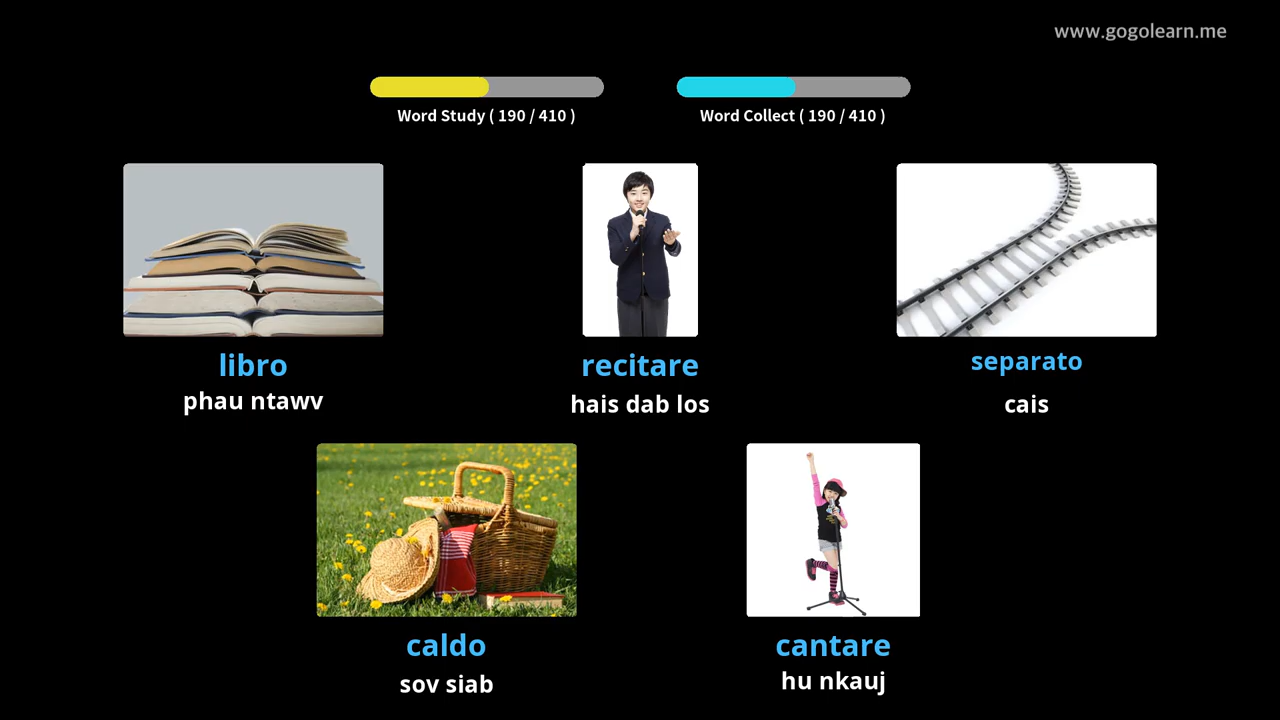 www.gogolearn.me
Word Study ( 190 / 410 )
Word Collect ( 190 / 410 )
libro
phau ntawv
recitare
hais dab los
separato
cais
caldo
sov siab
cantare
hu nkauj